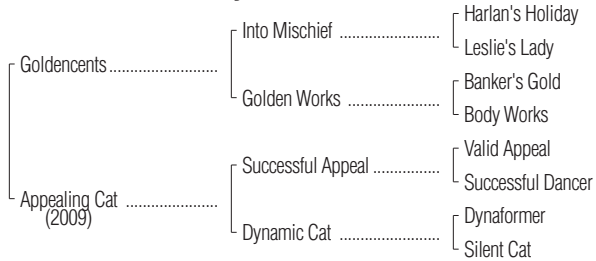 Harlan's Holiday
Into Mischief ..................
Leslie's Lady
Goldencents......................
Banker's Gold
Golden Works ................
Body Works
Valid Appeal
Successful Appeal ..............
Successful Dancer
Appealing Cat ...................
(2009)
Dynaformer
Dynamic Cat ..................
Silent Cat